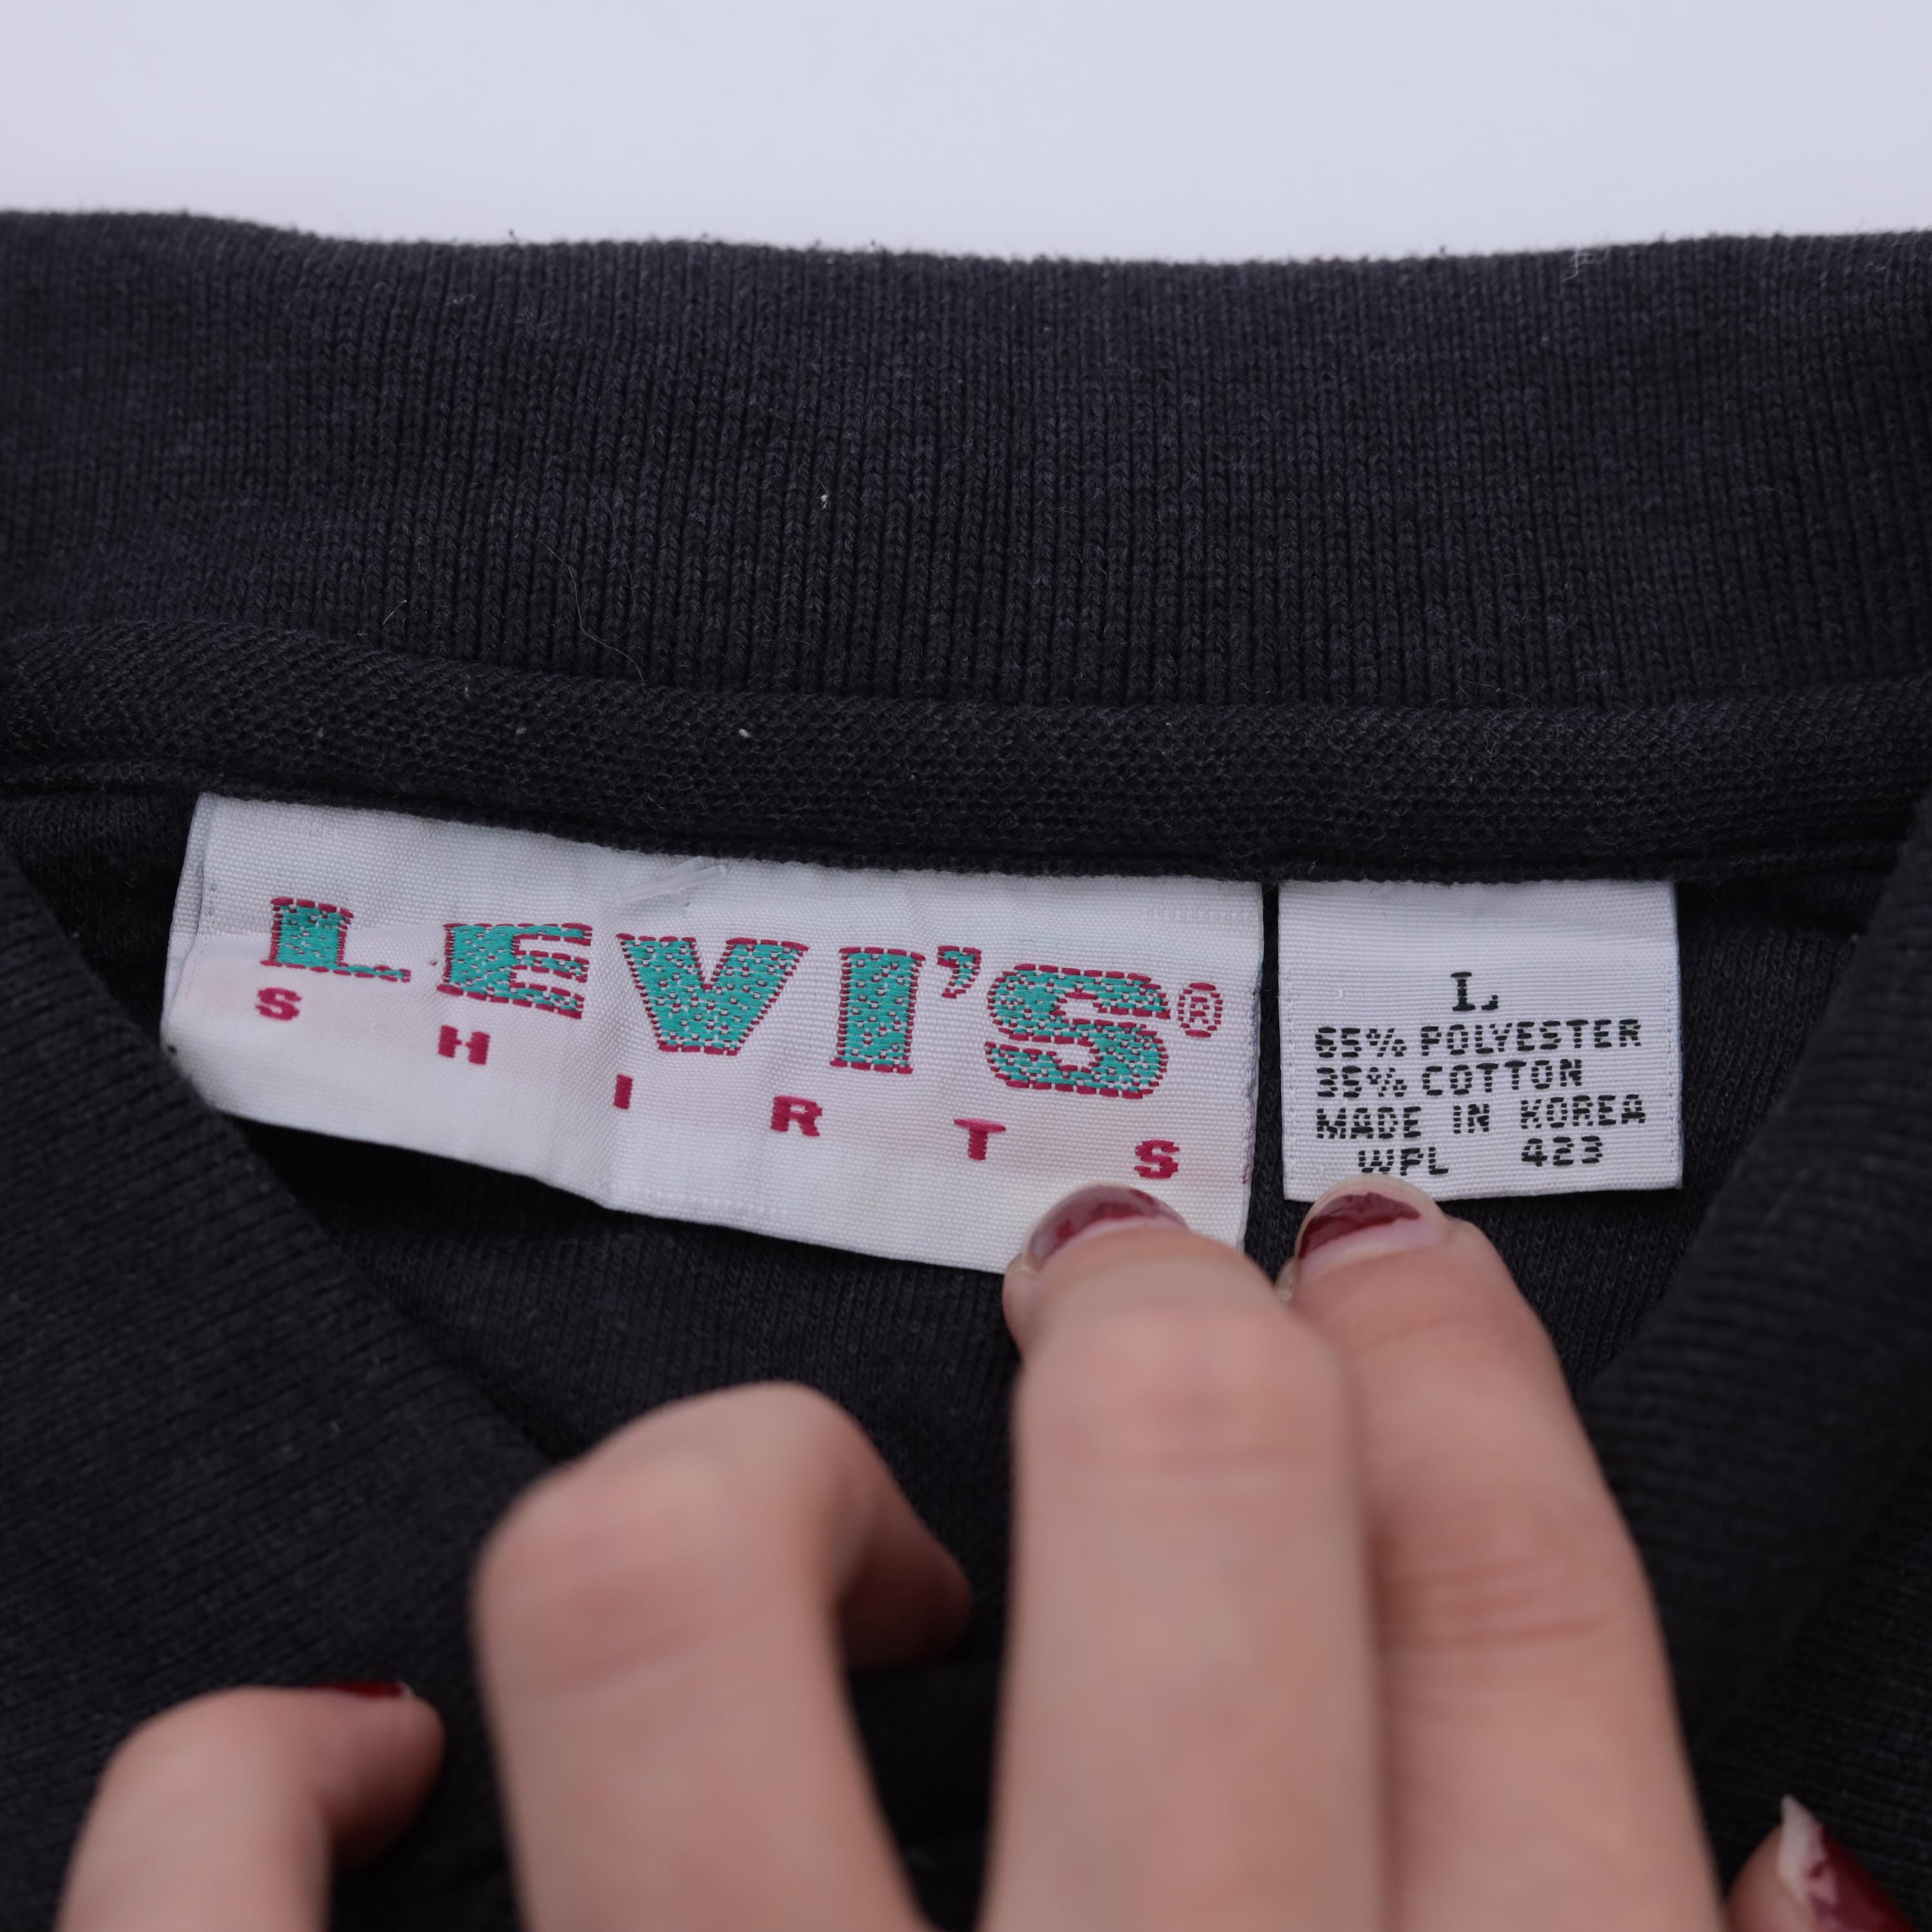 LEVI'S®
SHIRTS
L
65% POLYESTER
35% COTTON
MADE IN KOREA
WPL 423